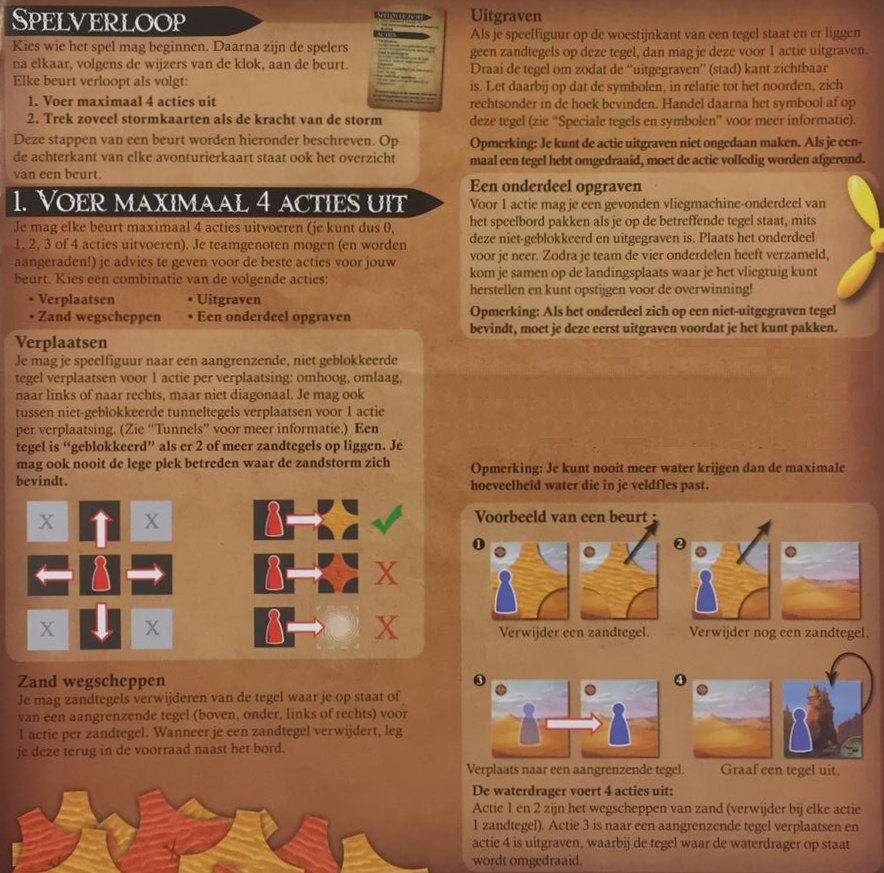 SPELVERLOOP
Kies wie het spel mag beginnen. Daarna zijn de spelers
na elkaar, volgens de wijzers van de klok, aan de beurt.
Elke beurt verloopt als volgt:
1. Voer maximaal 4 acties uit
2. Trek zoveel stormkaarten als de kracht van de storm
Deze stappen van een beurt worden hieronder beschreven. Op
de achterkant van elke avonturierkaart staat ook het overzicht
van een beurt.
1. VOER MAXIMAAL 4 ACTIES UIT
Je mag elke beurt maximaal 4 acties uitvoeren (je kunt dus 0,
1, 2, 3 of 4 acties uitvoeren). Je teamgenoten mogen (en worden
aangeraden!) je advies te geven voor de beste acties voor jouw
beurt. Kies een combinatie van de volgende acties:
• Verplaatsen • Uitgraven
• Zand wegscheppen • Een onderdeel opgraven
Verplaatsen
Je mag je speelfiguur naar een aangrenzende, niet geblokkeerde
tegel verplaatsen voor 1 actie per verplaatsing: omhoog, omlaag,
naar links of naar rechts, maar niet diagonaal. Je mag ook
tussen niet-geblokkeerde tunneltegels verplaatsen voor 1 actie
per verplaatsing. (Zie “Tunnels” voor meer informatie.) Een
tegel is “geblokkeerd” als er 2 of meer zandtegels op liggen. Je
mag ook nooit de lege plek betreden waar de zandstorm zich
bevindt.
X X
X
X X X
Zand wegscheppen
Je mag zandtegels verwijderen van de tegel waar je op staat of
van een aangrenzende tegel (boven, onder, links of rechts) voor
1 actie per zandtegel. Wanneer je een zandtegel verwijdert, leg
je deze terug in de voorraad naast het bord.
Uitgraven
Als je speelfiguur op de woestijnkant van een tegel staat en er liggen
geen zandtegels op deze tegel, dan mag je deze voor 1 actie uitgraven.
Draai de tegel om zodat de “uitgegraven” (stad) kant zichtbaar
is. Let daarbij op dat de symbolen, in relatie tot het noorden, zich
rechtsonder in de hoek bevinden. Handel daarna het symbool af op
deze tegel (zie “Speciale tegels en symbolen” voor meer informatie).
Opmerking: Je kunt de actie uitgraven niet ongedaan maken. Als je een-
maal een tegel hebt omgedraaid, moet de actie volledig worden afgerond.
Een onderdeel opgraven
Voor 1 actie mag je een gevonden vliegmachine-onderdeel van
het speelbord pakken als je op de betreffende tegel staat, mits
deze niet-geblokkeerd en uitgegraven is. Plaats het onderdeel
voor je neer. Zodra je team de vier onderdelen heeft verzameld,
kom je samen op de landingsplaats waar je het vliegtuig kunt
herstellen en kunt opstijgen voor de overwinning!
Opmerking: Als het onderdeel zich op een niet-uitgegraven tegel
bevindt, moet je deze eerst uitgraven voordat je het kunt pakken.
Opmerking: Je kunt nooit meer water krijgen dan de maximale
hoeveelheid water die in je veldfles past.
Voorbeeld van een beurt :
1 2
Verwijder een zandtegel. Verwijder nog een zandtegel.
3 4
Verplaats naar een aangrenzende tegel. Graaf een tegel uit.
De waterdrager voert 4 acties uit:
Actie 1 en 2 zijn het wegscheppen van zand (verwijder bij elke actie
1 zandtegel). Actie 3 is naar een aangrenzende tegel verplaatsen en
actie 4 is uitgraven, waarbij de tegel waar de waterdrager op staat
wordt omgedraaid.